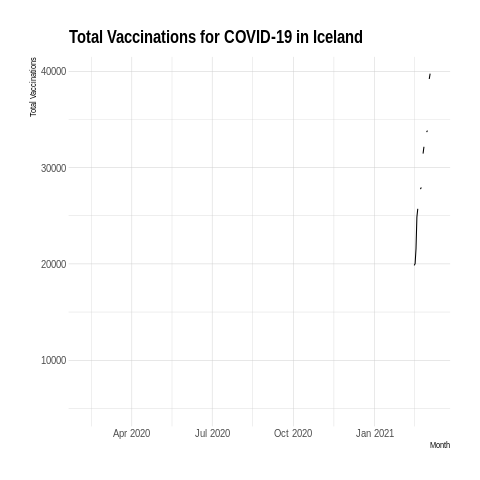 Total Vaccinations for COVID-19 in Iceland
Total Vaccinations
40000
30000
20000
10000
Apr 2020 Jul 2020 Oct 2020 Jan 2021
Month